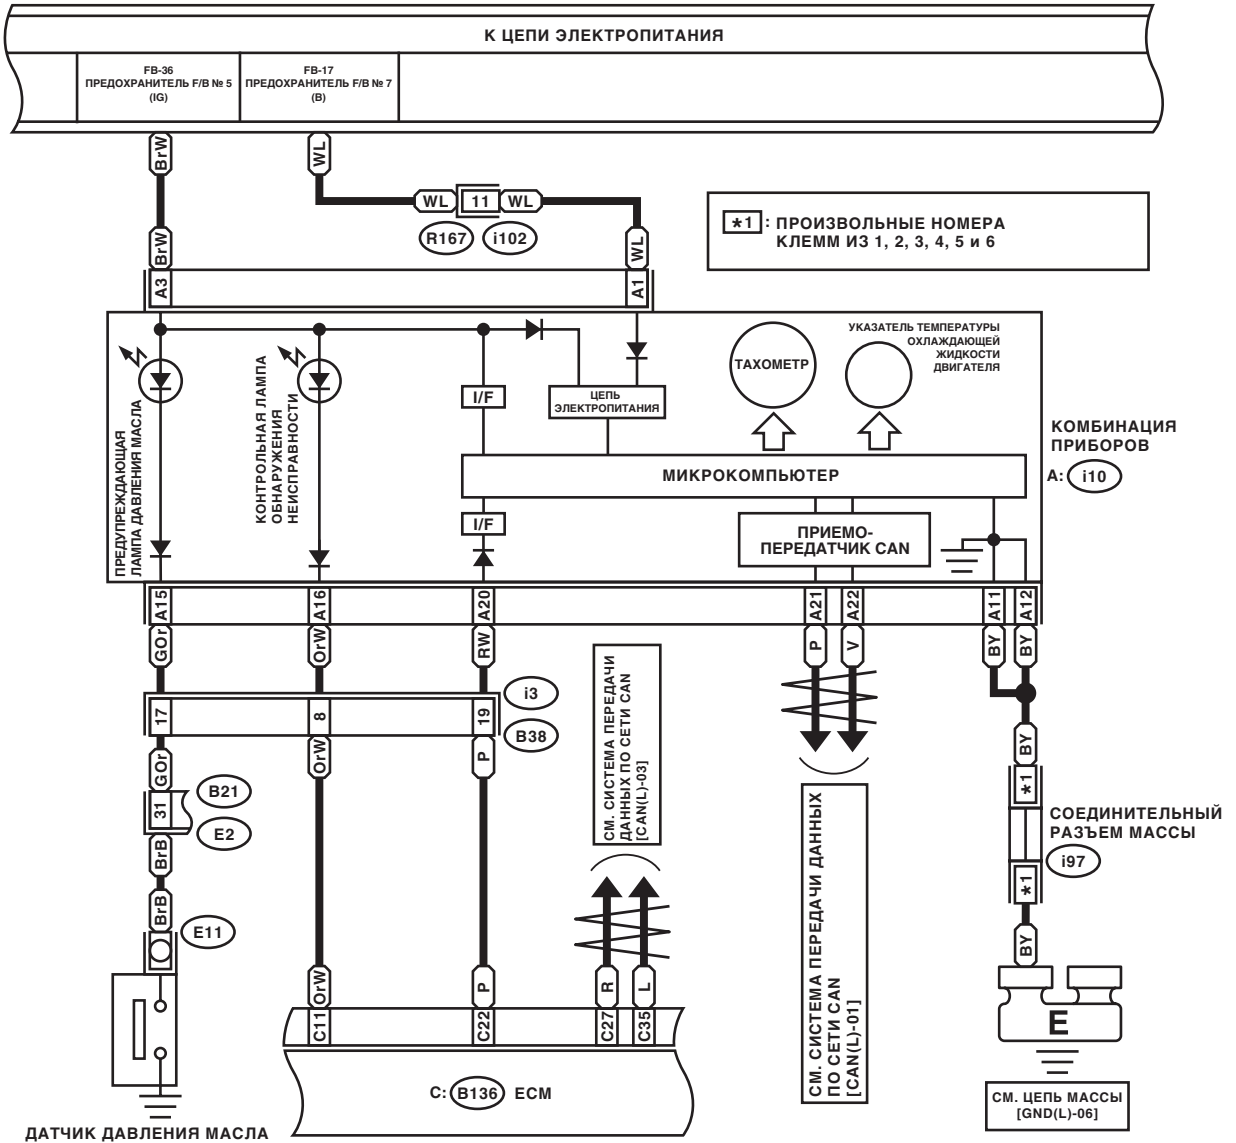 К ЦЕПИ ЭЛЕКТРОПИТАНИЯ
FB-36
ПРЕДОХРАНИТЕЛЬ F/B № 5
(IG)
FB-17
ПРЕДОХРАНИТЕЛЬ F/B № 7
(B)
BrW
WL
WL 11 WL
R167 i102
BrW
WL
*1 : ПРОИЗВОЛЬНЫЕ НОМЕРА
КЛЕММ ИЗ 1, 2, 3, 4, 5 и 6
A3
A1
ПРЕДУПРЕЖДАЮЩАЯ
ЛАМПА ДАВЛЕНИЯ МАСЛА
КОНТРОЛЬНАЯ ЛАМПА
ОБНАРУЖЕНИЯ
НЕИСПРАВНОСТИ
I/F
ЦЕПЬ
ЭЛЕКТРОПИТАНИЯ
ТАХОМЕТР
УКАЗАТЕЛЬ ТЕМПЕРАТУРЫ
ОХЛАЖДАЮЩЕЙ
ЖИДКОСТИ
ДВИГАТЕЛЯ
КОМБИНАЦИЯ
ПРИБОРОВ
A: i10
МИКРОКОМПЬЮТЕР
I/F
ПРИЕМО-
ПЕРЕДАТЧИК CAN
A15
A16
A20
A21
A22
A11
A12
GOr
OrW
RW
P
V
BY
BY
17
8
19
i3
B38
GOr
OrW
P
BY
31
B21
E2
*1
СОЕДИНИТЕЛЬНЫЙ
РАЗЪЕМ МАССЫ
i97
*1
BrB
BrB
E11
BY
СМ. СИСТЕМА ПЕРЕДАЧИ
ДАННЫХ ПО СЕТИ CAN
[CAN(L)-03]
СМ. СИСТЕМА ПЕРЕДАЧИ ДАННЫХ
ПО СЕТИ CAN
[CAN(L)-01]
OrW
P
R
L
C11
C22
C27
C35
C: B136 ECM
E
СМ. ЦЕПЬ МАССЫ
[GND(L)-06]
ДАТЧИК ДАВЛЕНИЯ МАСЛА